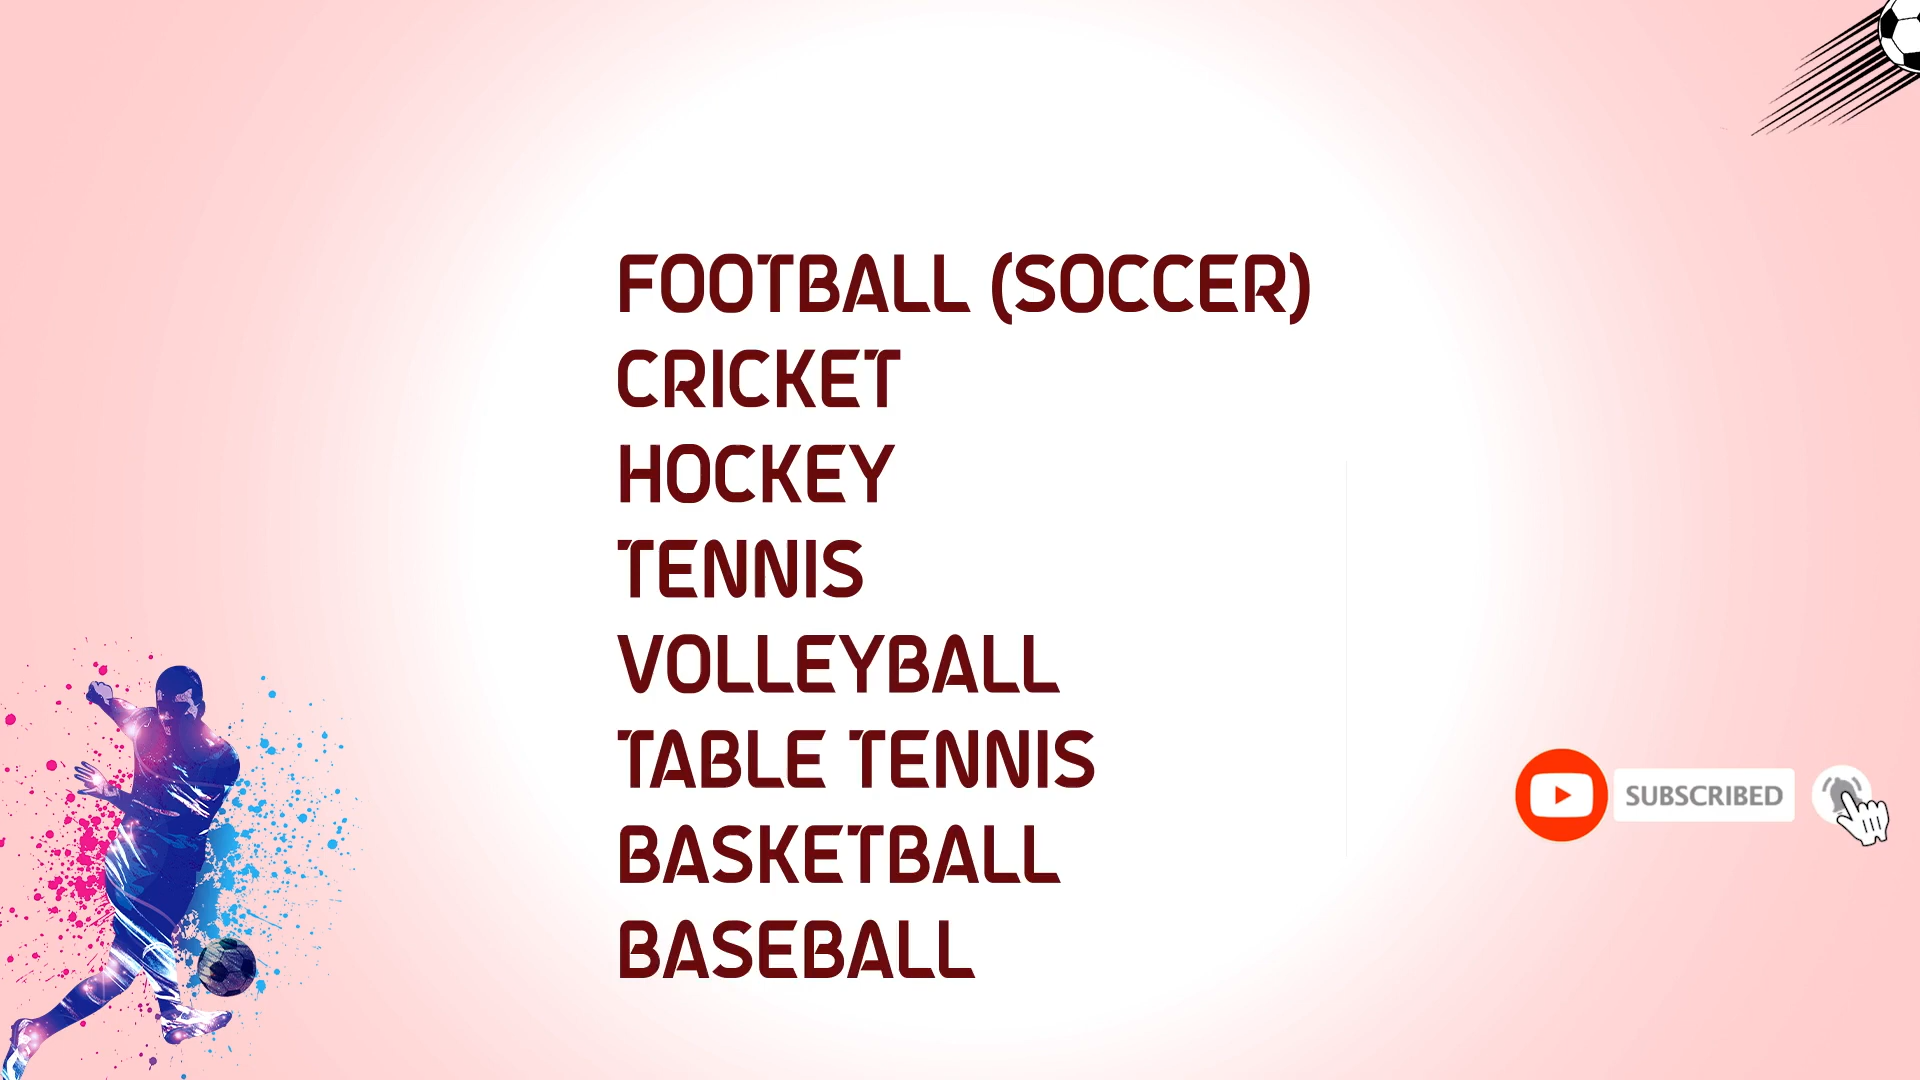 FOOTBALL (SOCCER)
CRICKET
HOCKEY
TENNIS
VOLLEYBALL
TABLE TENNIS
BASKETBALL
BASEBALL
SUBSCRIBED